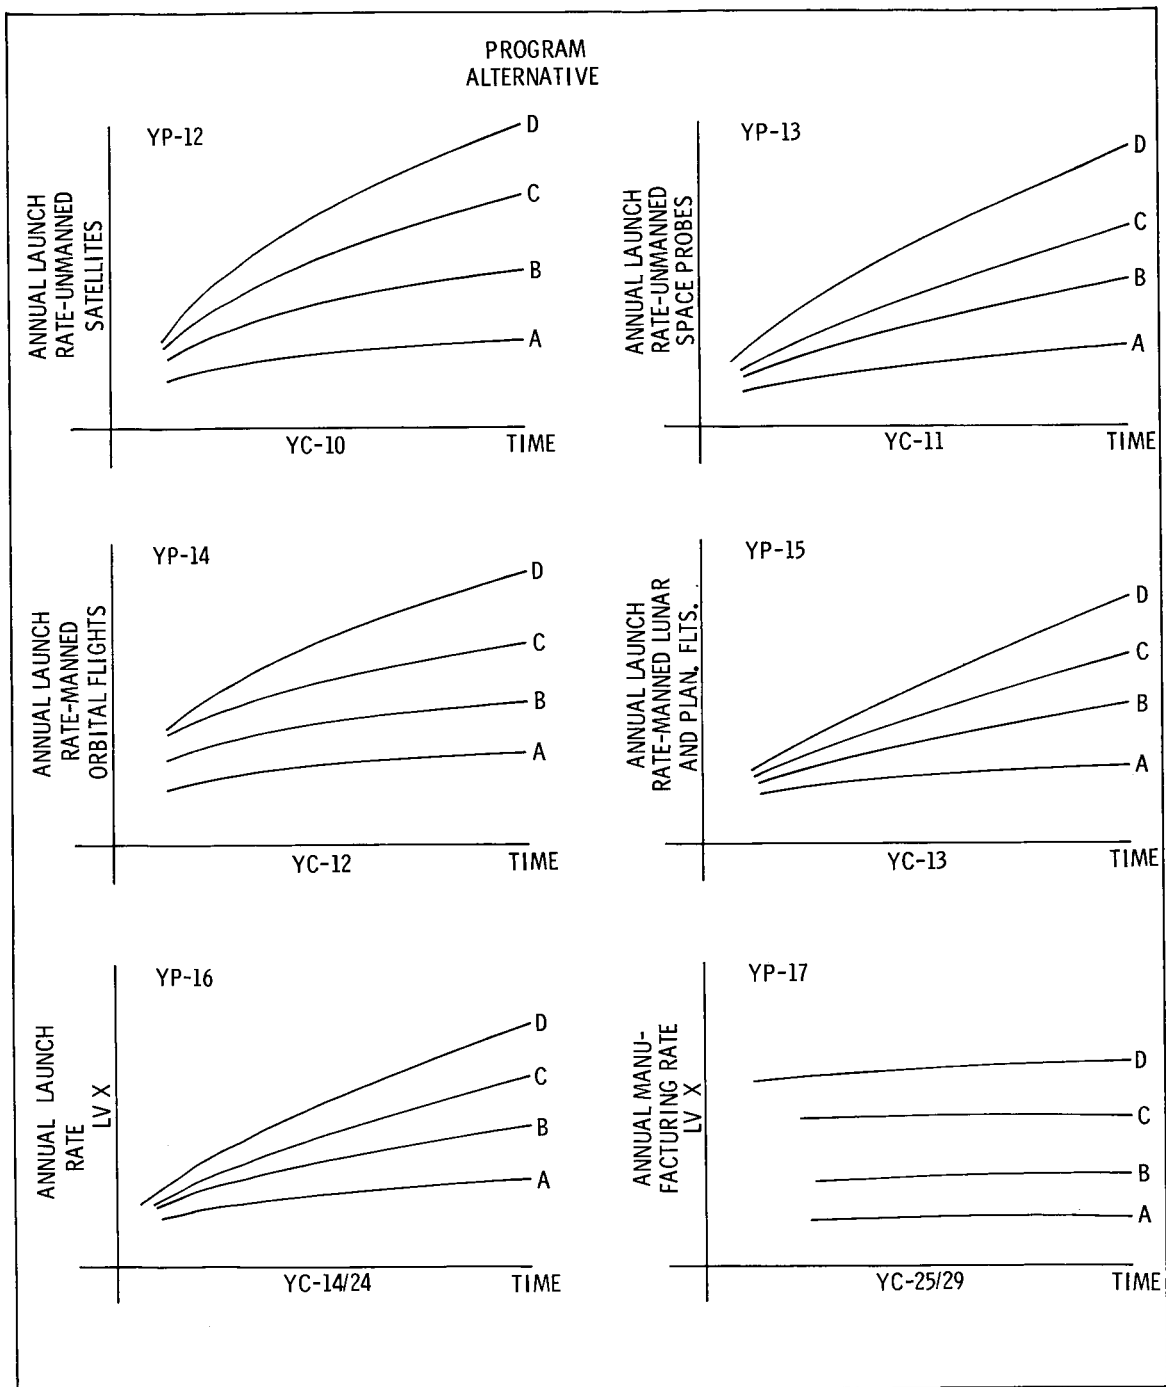 PROGRAM
ALTERNATIVE
YP-12
ANNUAL LAUNCH
RATE-UNMANNED
SATELLITES
D
C
B
A
YC-10
TIME
YP-13
ANNUAL LAUNCH
RATE-UNMANNED
SPACE PROBES
D
C
B
A
YC-11
TIME
YP-14
ANNUAL LAUNCH
RATE-MANNED
ORBITAL FLIGHTS
D
C
B
A
YC-12
TIME
YP-15
ANNUAL LAUNCH
RATE-MANNED LUNAR
AND PLAN. FLTS.
D
C
B
A
YC-13
TIME
YP-16
ANNUAL LAUNCH
RATE
LV X
D
C
B
A
YC-14/24
TIME
YP-17
ANNUAL MANU-
FACTURING RATE
LV X
D
C
B
A
YC-25/29
TIME